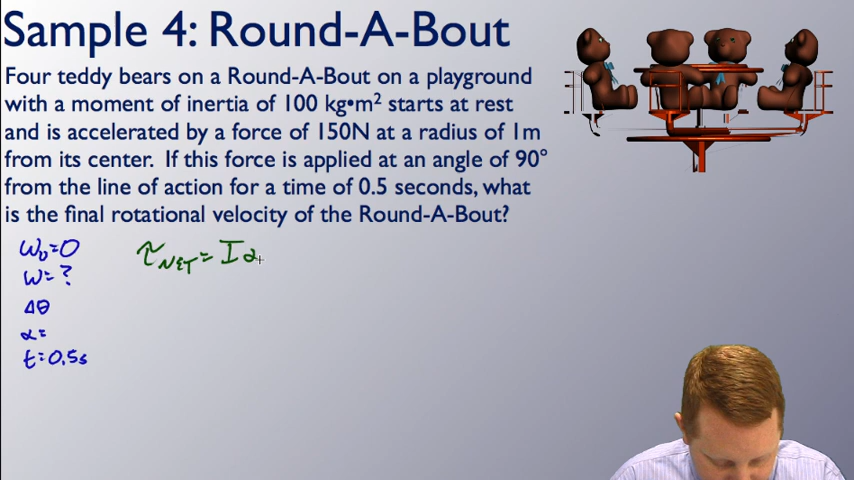 Sample 4: Round-A-Bout
Four teddy bears on a Round-A-Bout on a playground
with a moment of inertia of 100 kg•m² starts at rest
and is accelerated by a force of 150N at a radius of 1m
from its center. If this force is applied at an angle of 90°
from the line of action for a time of 0.5 seconds, what
is the final rotational velocity of the Round-A-Bout?
ω₀=0
ω=?
Δθ
α=
t=0.5s
τ_NET = Iα